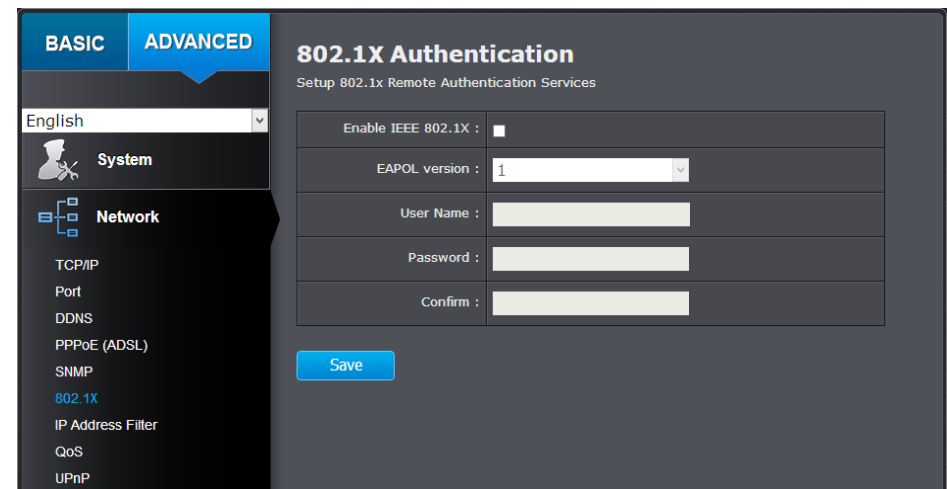 BASIC
ADVANCED
English
System
Network
TCP/IP
Port
DDNS
PPPoE (ADSL)
SNMP
802.1X
IP Address Filter
QoS
UPnP
802.1X Authentication
Setup 802.1x Remote Authentication Services
Enable IEEE 802.1X :
EAPOL version : 1
User Name :
Password :
Confirm :
Save